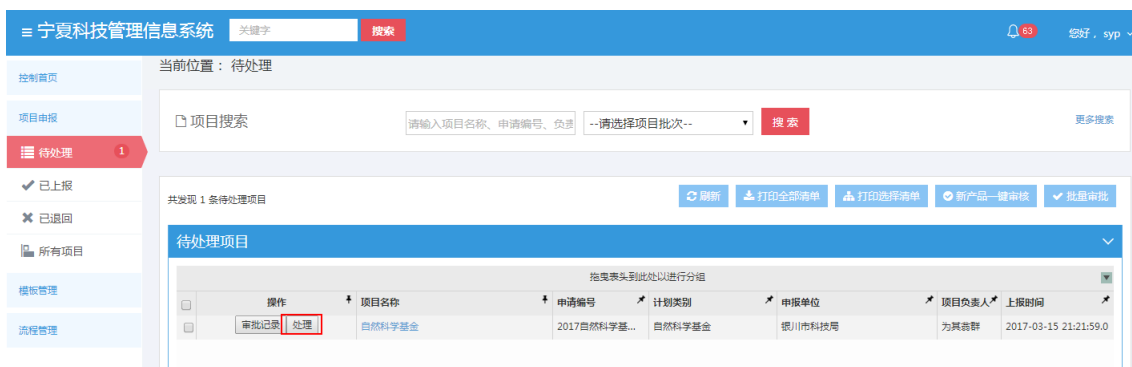 宁夏科技管理信息系统 关键字 搜索 63 您好，syp
控制首页 当前位置： 待处理
项目申报 项目搜索 请输入项目名称、申请编号、负责 --请选择项目批次-- 搜 索 更多搜索
待处理 1
已上报 共发现 1 条待处理项目 刷新 打印全部清单 打印选择清单 新产品一键审核 批量审批
已退回
所有项目 待处理项目
模板管理 拖曳表头到此处以进行分组
操作 项目名称 申请编号 计划类别 申报单位 项目负责人 上报时间
流程管理 审批记录 处理 自然科学基金 2017自然科学基... 自然科学基金 银川市科技局 为其翁群 2017-03-15 21:21:59.0